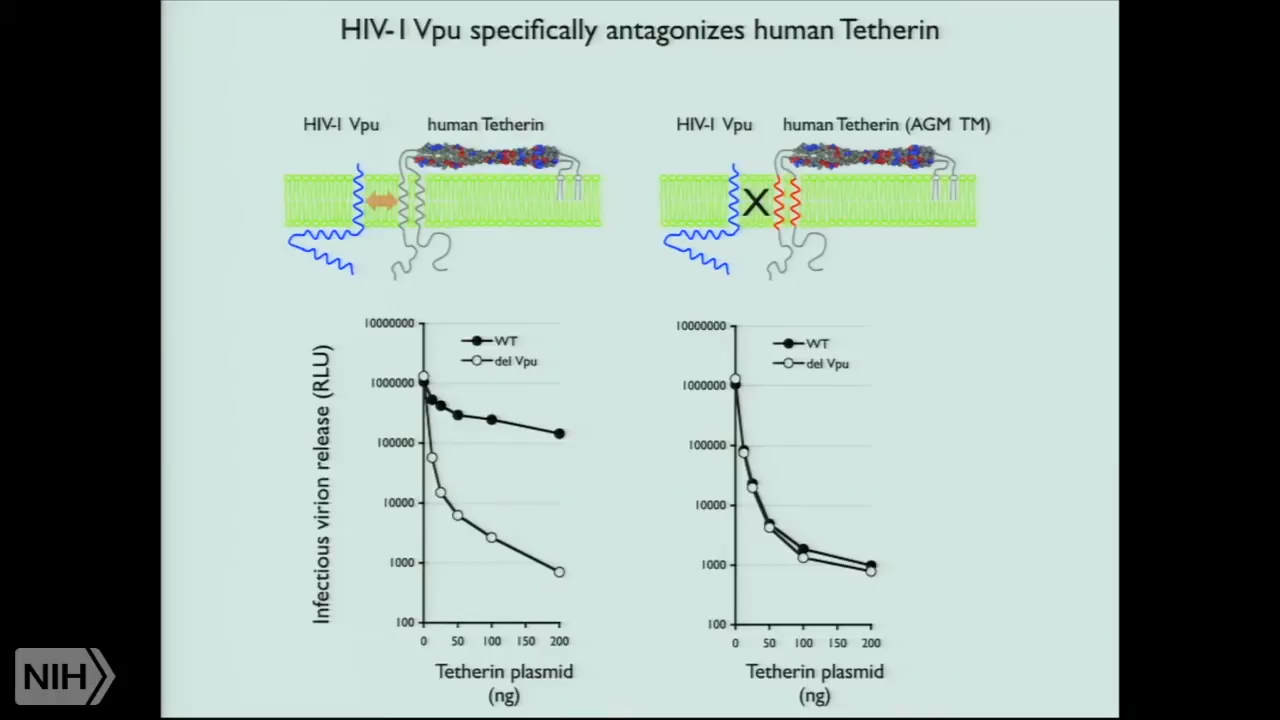 HIV-1 Vpu specifically antagonizes human Tetherin
HIV-1 Vpu
human Tetherin
HIV-1 Vpu
human Tetherin (AGM TM)
X
Infectious virion release (RLU)
10000000
1000000
100000
10000
1000
100
WT
del Vpu
0 50 100 150 200
Tetherin plasmid
(ng)
10000000
1000000
100000
10000
1000
100
WT
del Vpu
0 50 100 150 200
Tetherin plasmid
(ng)
NIH